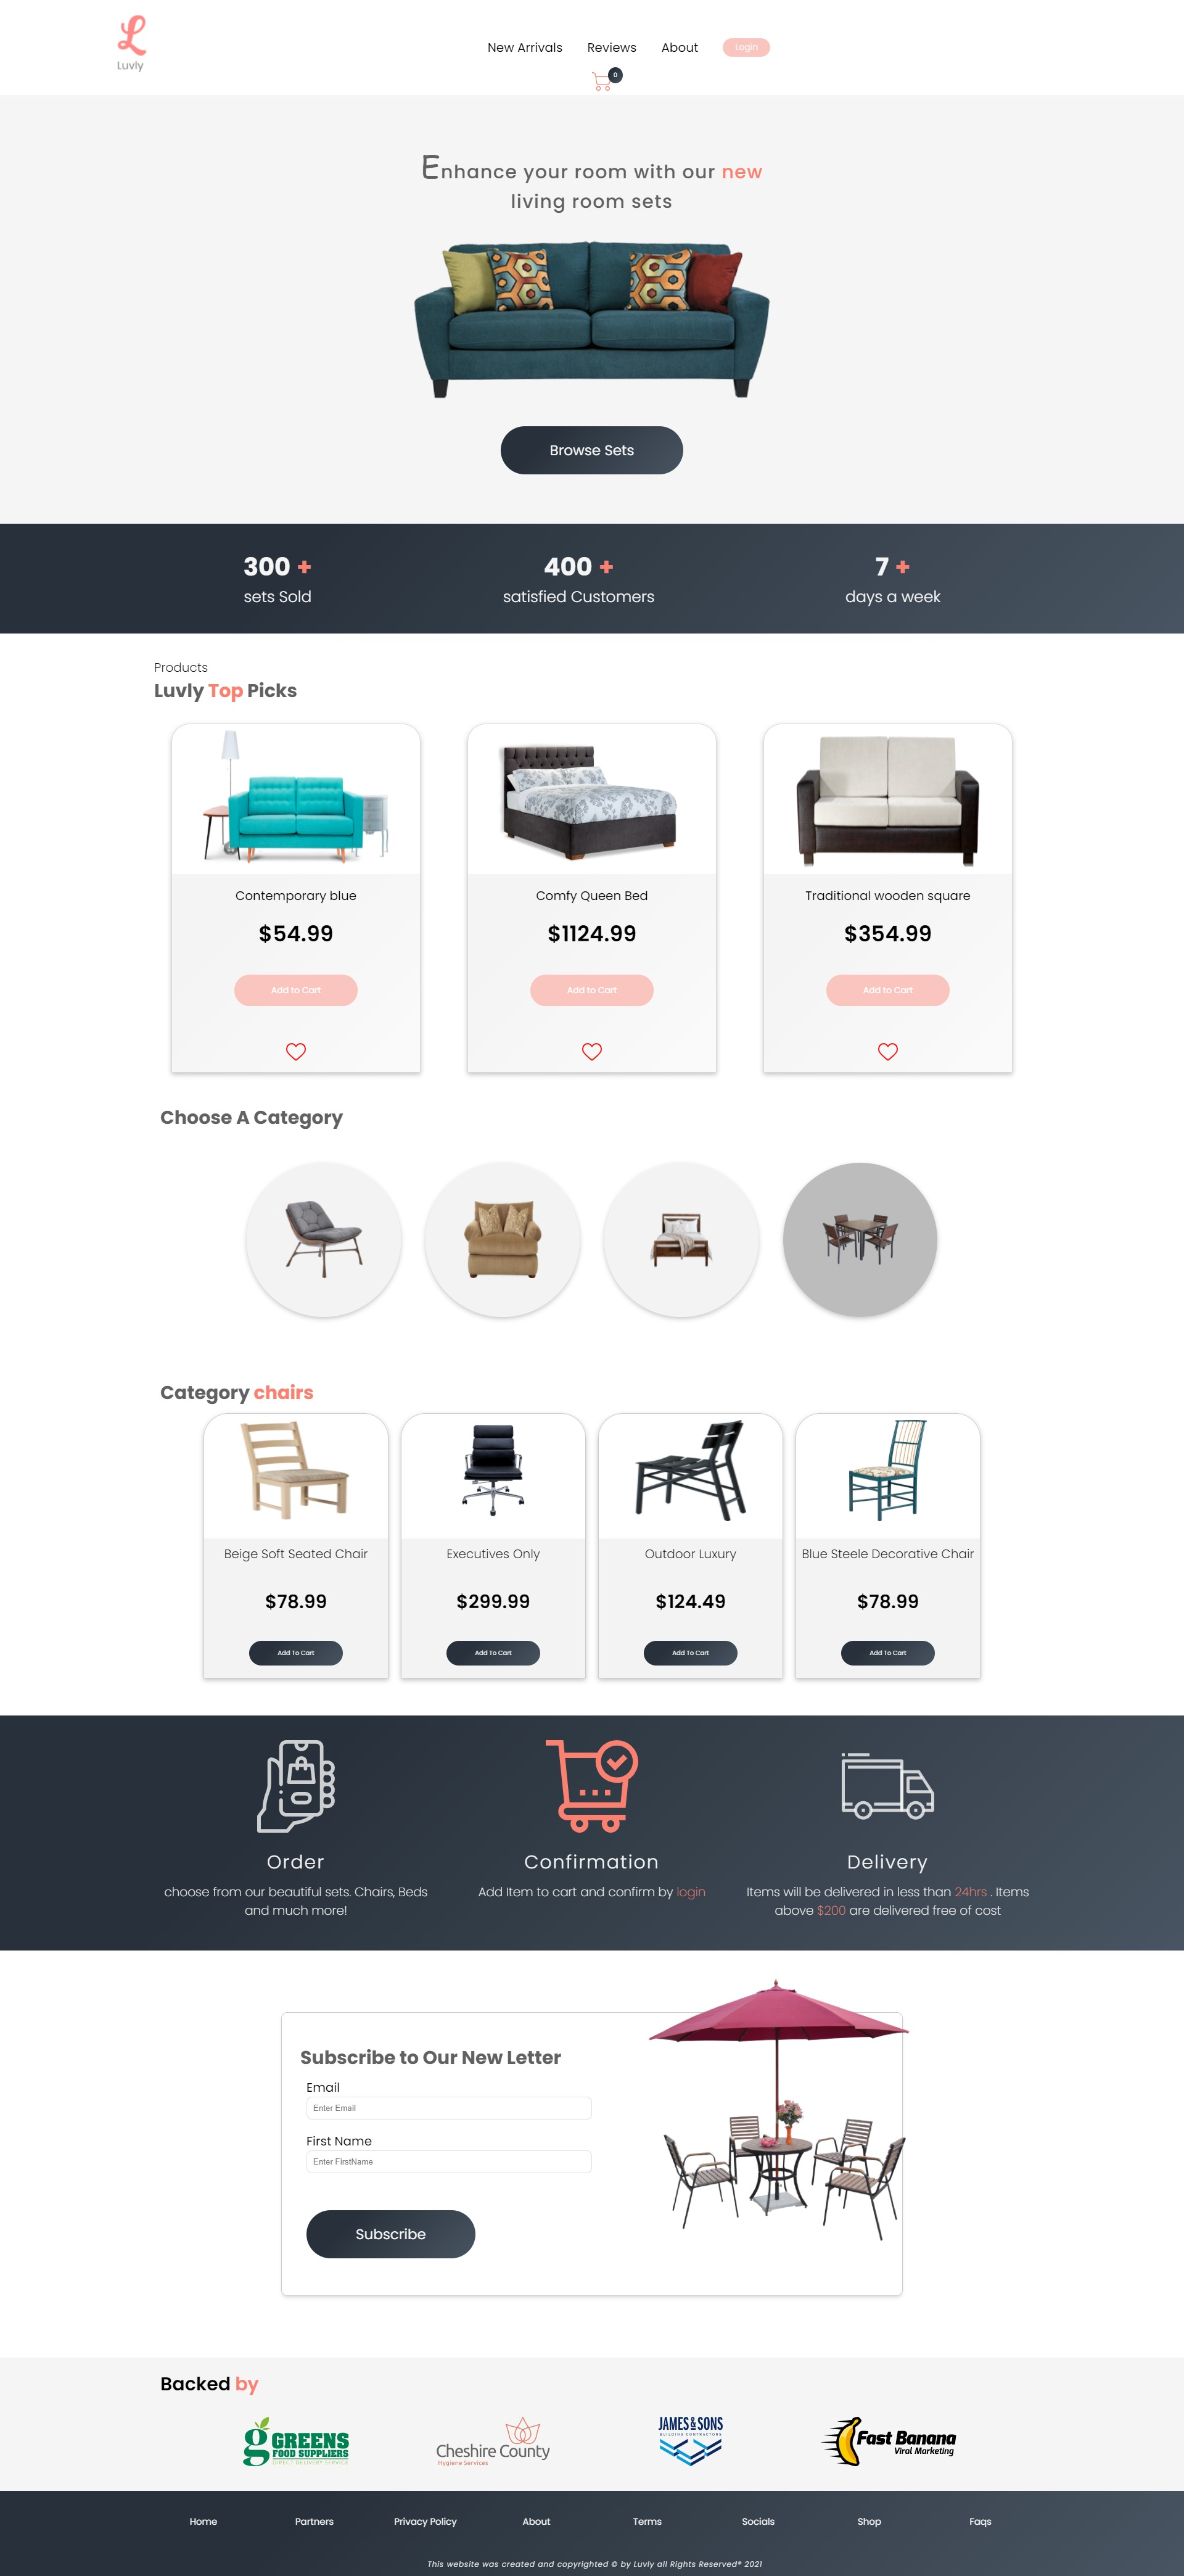 L
Luvly
New Arrivals Reviews About Login
0
Enhance your room with our new
living room sets
Browse Sets
300 + 400 + 7 +
sets Sold satisfied Customers days a week
Products
Luvly Top Picks
Contemporary blue Comfy Queen Bed Traditional wooden square
$54.99 $1124.99 $354.99
Add to Cart Add to Cart Add to Cart
Choose A Category
Category chairs
Beige Soft Seated Chair Executives Only Outdoor Luxury Blue Steele Decorative Chair
$78.99 $299.99 $124.49 $78.99
Add To Cart Add To Cart Add To Cart Add To Cart
Order Confirmation Delivery
choose from our beautiful sets. Chairs, Beds
and much more!
Add Item to cart and confirm by login
Items will be delivered in less than 24hrs . Items
above $200 are delivered free of cost
Subscribe to Our New Letter
Email
Enter Email
First Name
Enter FirstName
Subscribe
Backed by
g GREENS
FOOD SUPPLIERS
DIRECT DELIVERY SERVICE
Cheshire County
Hygiene Services
JAMES & SONS
BUILDING CONTRACTORS
Fast Banana
Viral Marketing
Home Partners Privacy Policy About Terms Socials Shop Faqs
This website was created and copyrighted © by Luvly all Rights Reserved® 2021